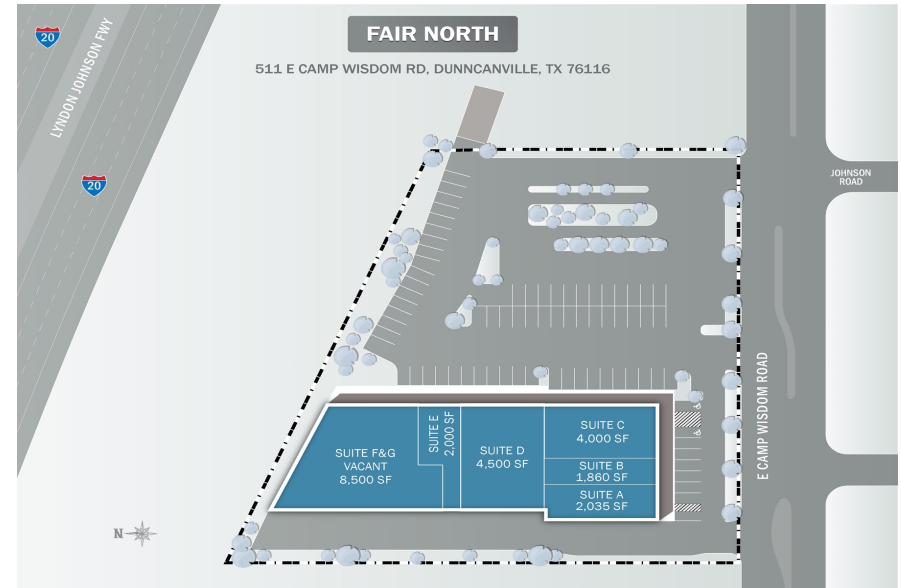 FAIR NORTH
511 E CAMP WISDOM RD, DUNNCANVILLE, TX 76116
20
LYNDON JOHNSON FWY
20
JOHNSON
ROAD
E CAMP WISDOM ROAD
SUITE F&G
VACANT
8,500 SF
SUITE E
2,000 SF
SUITE D
4,500 SF
SUITE C
4,000 SF
SUITE B
1,860 SF
SUITE A
2,035 SF
N